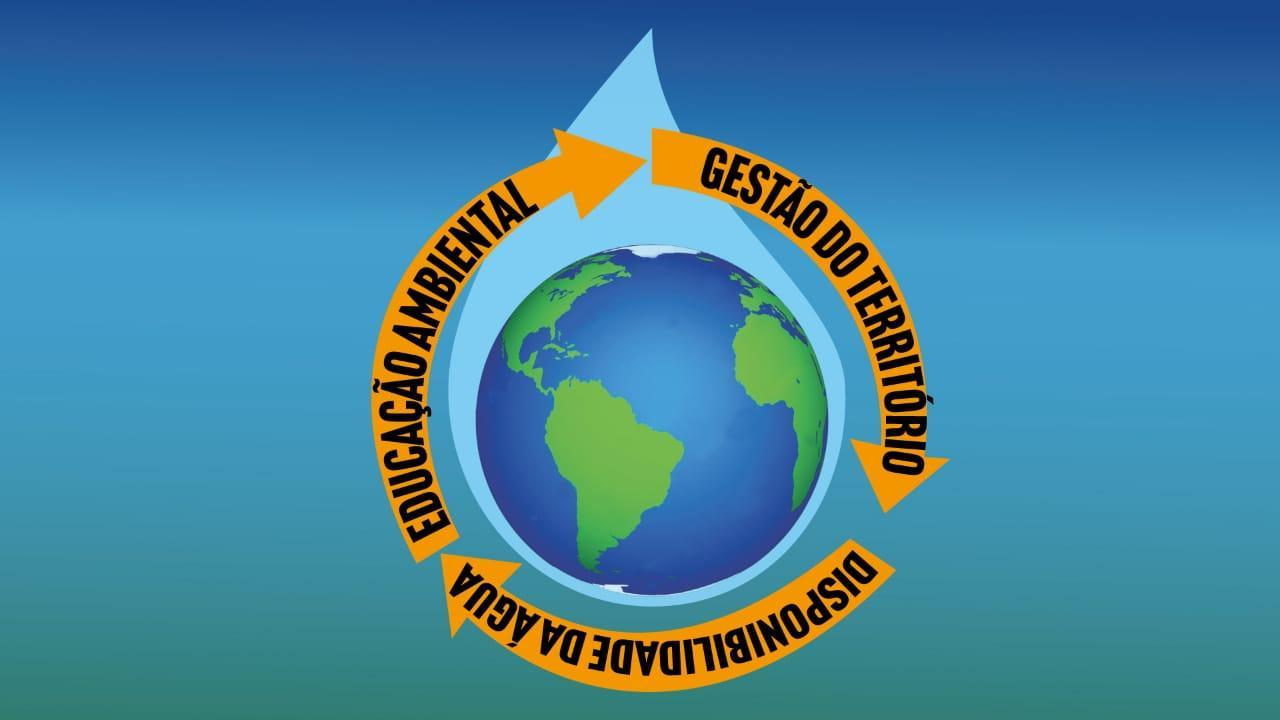 GESTÃO DO TERRITÓRIO
DISPONIBILIDADE DA ÁGUA
EDUCAÇÃO AMBIENTAL